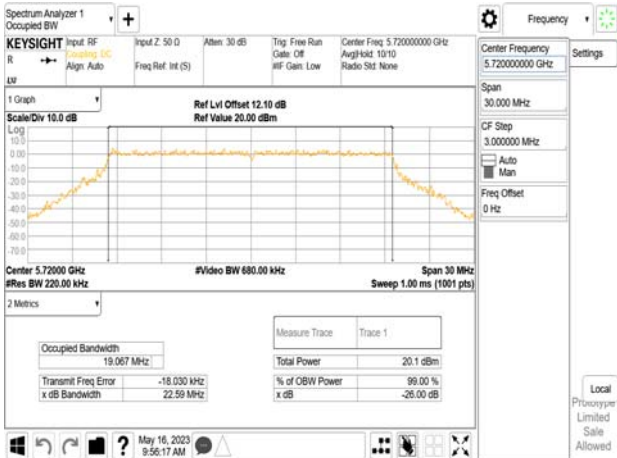 Spectrum Analyzer 1
Occupied BW
Frequency
KEYSIGHT
Input: RF
Coupling: DC
Align: Auto
Input Z: 50 Ω
Freq Ref: Int (S)
Atten: 30 dB
Trig: Free Run
Gate: Off
#IF Gain: Low
Center Freq: 5.720000000 GHz
Avg|Hold: 10/10
Radio Std: None
R
LXI
Center Frequency
5.720000000 GHz
Settings
Span
30.000 MHz
CF Step
3.000000 MHz
Auto
Man
Freq Offset
0 Hz
1 Graph
Scale/Div 10.0 dB
Ref Lvl Offset 12.10 dB
Ref Value 20.00 dBm
Log
10.0
0.00
-10.0
-20.0
-30.0
-40.0
-50.0
-60.0
-70.0
Center 5.72000 GHz
#Res BW 220.00 kHz
#Video BW 680.00 kHz
Span 30 MHz
Sweep 1.00 ms (1001 pts)
2 Metrics
Measure Trace
Trace 1
Occupied Bandwidth
19.067 MHz
Total Power
20.1 dBm
Transmit Freq Error
-18.030 kHz
% of OBW Power
99.00 %
x dB Bandwidth
22.59 MHz
x dB
-26.00 dB
Local
Prototype
Limited
Sale
Allowed
?
May 16, 2023
9:56:17 AM